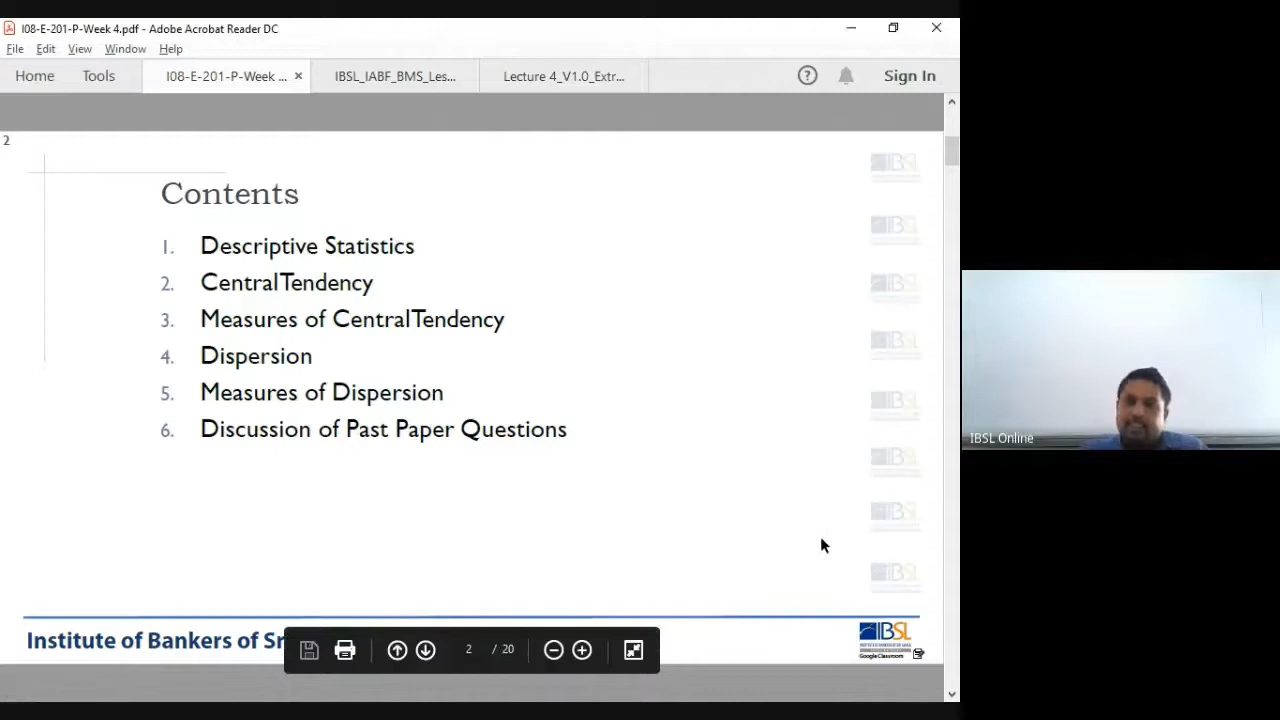 I08-E-201-P-Week 4.pdf - Adobe Acrobat Reader DC
File Edit View Window Help
Home Tools I08-E-201-P-Week ... × IBSL_IABF_BMS_Les... Lecture 4_V1.0_Extr... Sign In
2
Contents
1. Descriptive Statistics
2. CentralTendency
3. Measures of CentralTendency
4. Dispersion
5. Measures of Dispersion
6. Discussion of Past Paper Questions
IBSL Online
Institute of Bankers of Sr
2 / 20
IBSL
Google Classroom